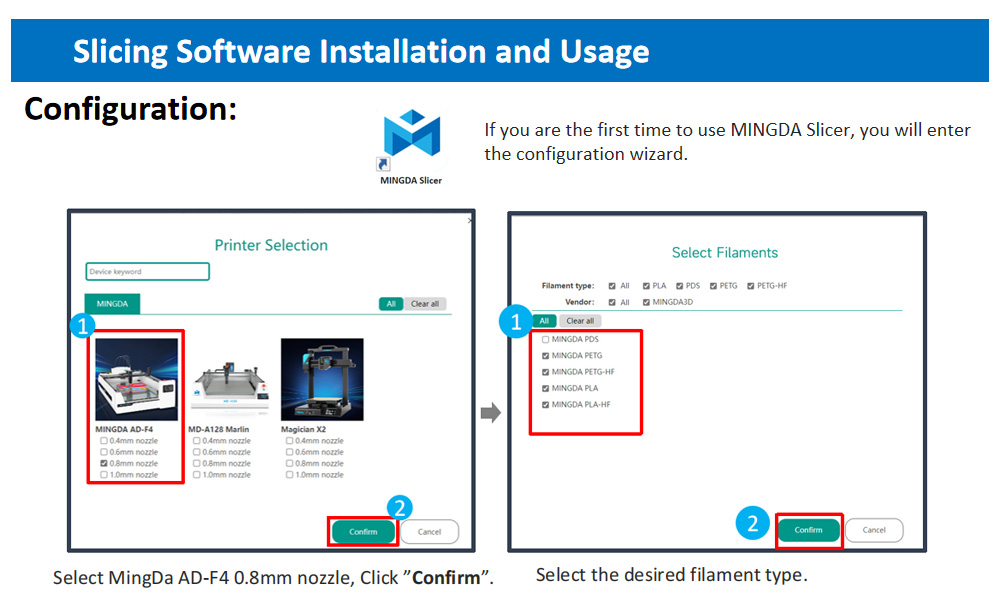 Slicing Software Installation and Usage
Configuration:
MINGDA Slicer
If you are the first time to use MINGDA Slicer, you will enter
the configuration wizard.
Printer Selection
Device keyword
MINGDA
All Clear all
1
MINGDA AD-F4
0.4mm nozzle
0.6mm nozzle
0.8mm nozzle
1.0mm nozzle
MD-A128 Marlin
0.4mm nozzle
0.6mm nozzle
0.8mm nozzle
1.0mm nozzle
Magician X2
0.4mm nozzle
0.6mm nozzle
0.8mm nozzle
1.0mm nozzle
2
Confirm Cancel
Select MingDa AD-F4 0.8mm nozzle, Click ”Confirm”.
Select Filaments
Filament type: All PLA PDS PETG PETG-HF
Vendor: All MINGDA3D
1
All Clear all
MINGDA PDS
MINGDA PETG
MINGDA PETG-HF
MINGDA PLA
MINGDA PLA-HF
2
Confirm Cancel
Select the desired filament type.